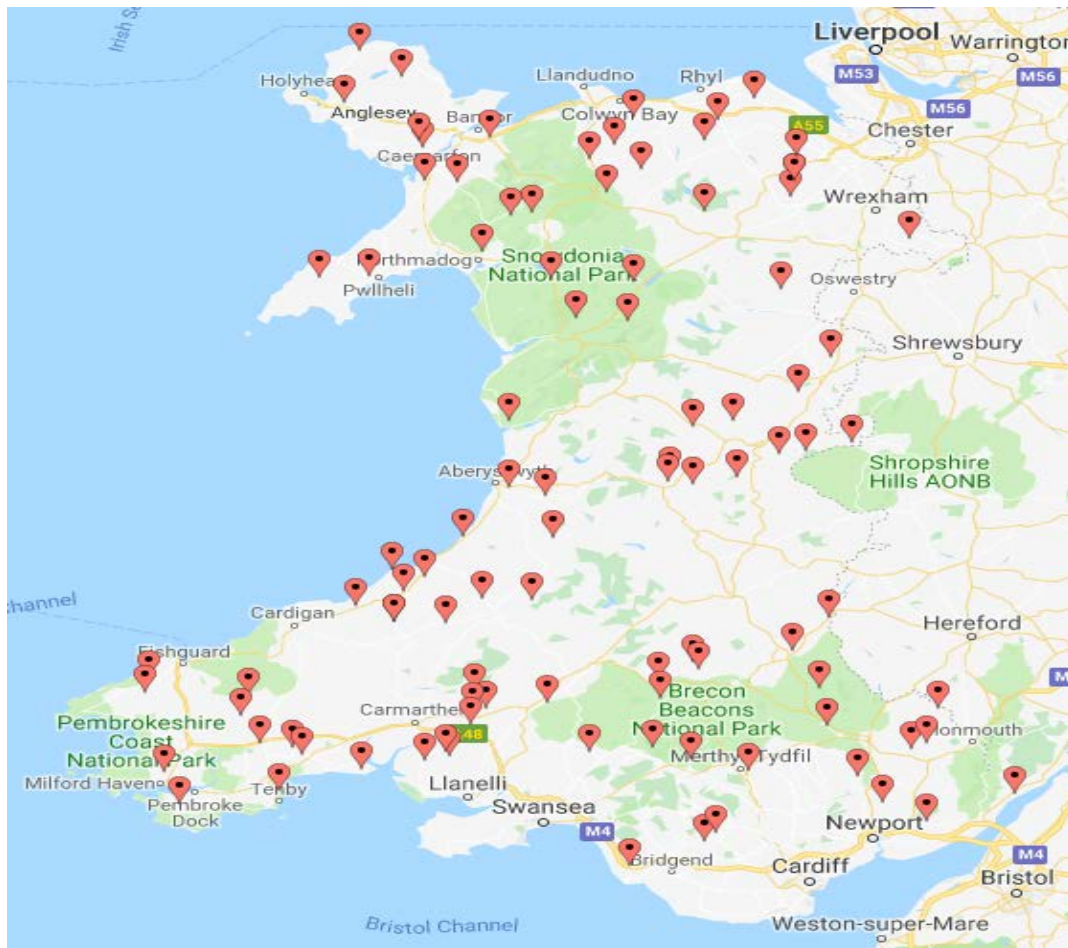 Irish Se
Liverpool
Warrington
Holyhea
Llandudno
Rhyl
M53
M56
M56
Anglesey
Bangor
Colwyn Bay
A55
Chester
Caernarfon
Wrexham
Porthmadog
Snowdonia
National Park
Oswestry
Pwllheli
Shrewsbury
Aberystwyth
Shropshire
Hills AONB
Channel
Cardigan
Hereford
Fishguard
Brecon
Beacons
National Park
Carmarthe
Pembrokeshire
Coast
National Park
Monmouth
Merthyr Tydfil
Milford Haven
Tenby
Llanelli
Pembroke
Dock
Swansea
M4
Newport
Bridgend
M4
Cardiff
Bristol
Bristol Channel
Weston-super-Mare